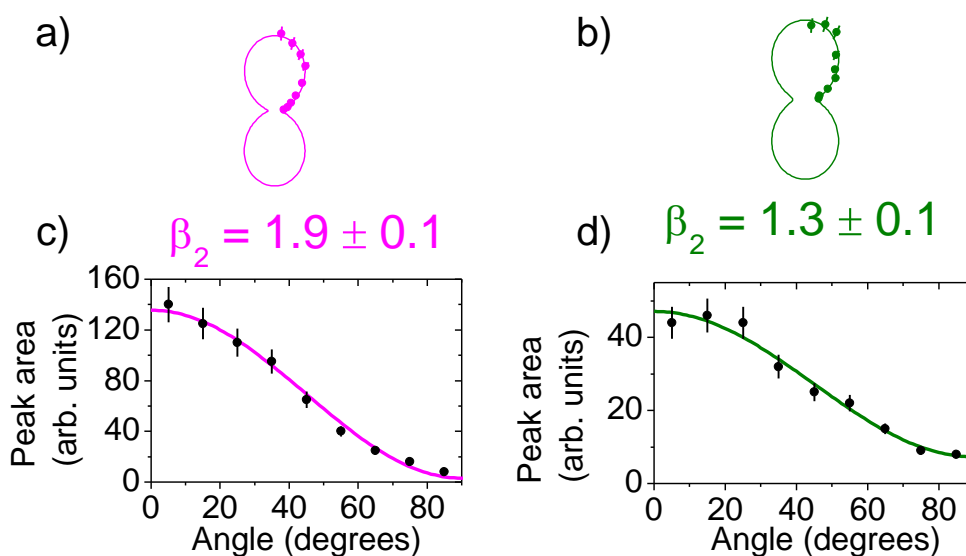 a)
b)
β2 = 1.9 ± 0.1
β2 = 1.3 ± 0.1
c)
d)
160
120
80
40
0
Peak area
(arb. units)
0 20 40 60 80
Angle (degrees)
40
20
0
Peak area
(arb. units)
0 20 40 60 80
Angle (degrees)